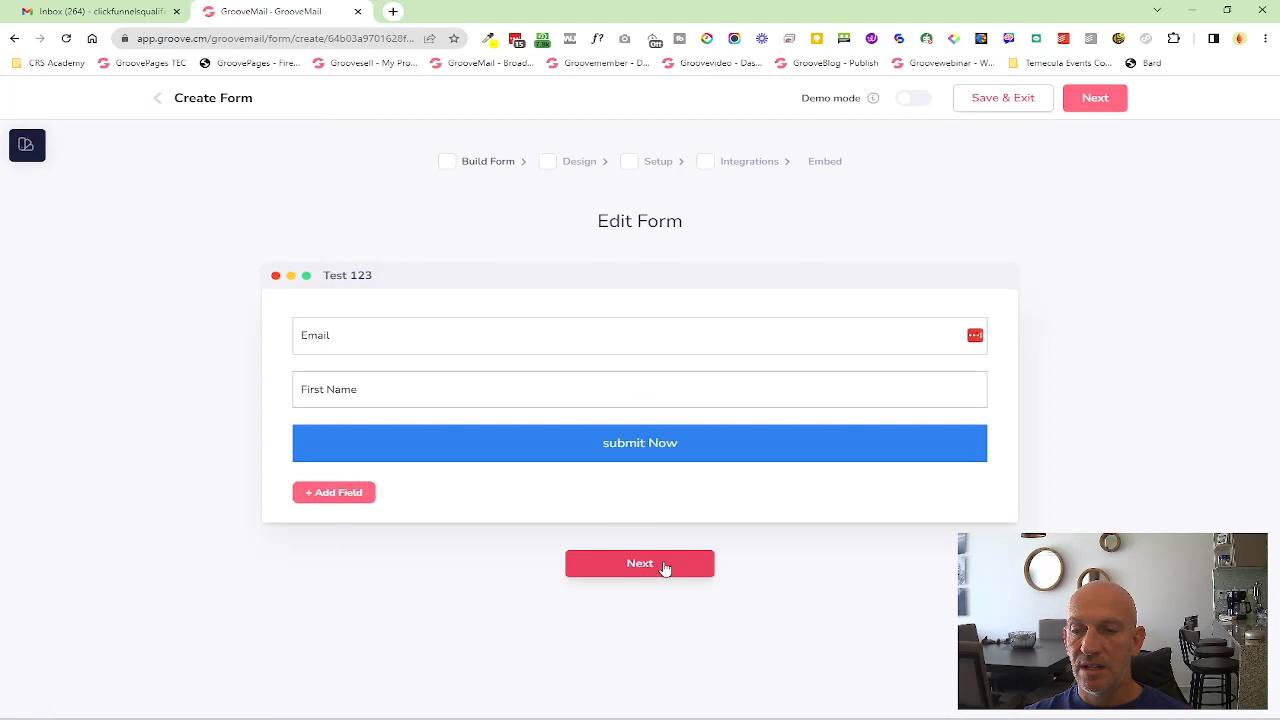 Inbox (264) - clickfunnelsqualifi
GrooveMail - GrooveMail
app.groove.cm/groovemail/form/create/64b03a9701620f...
CRS Academy
GroovePages TEC
GroovePages - Fire...
Groovesell - My Pro...
GrooveMail - Broad...
Groovemember - D...
Groovevideo - Das...
GrooveBlog - Publish
Groovewebinar - W...
Temecula Events Co...
Bard
Create Form
Demo mode
Save & Exit
Next
Build Form
Design
Setup
Integrations
Embed
Edit Form
Test 123
Email
First Name
submit Now
+ Add Field
Next